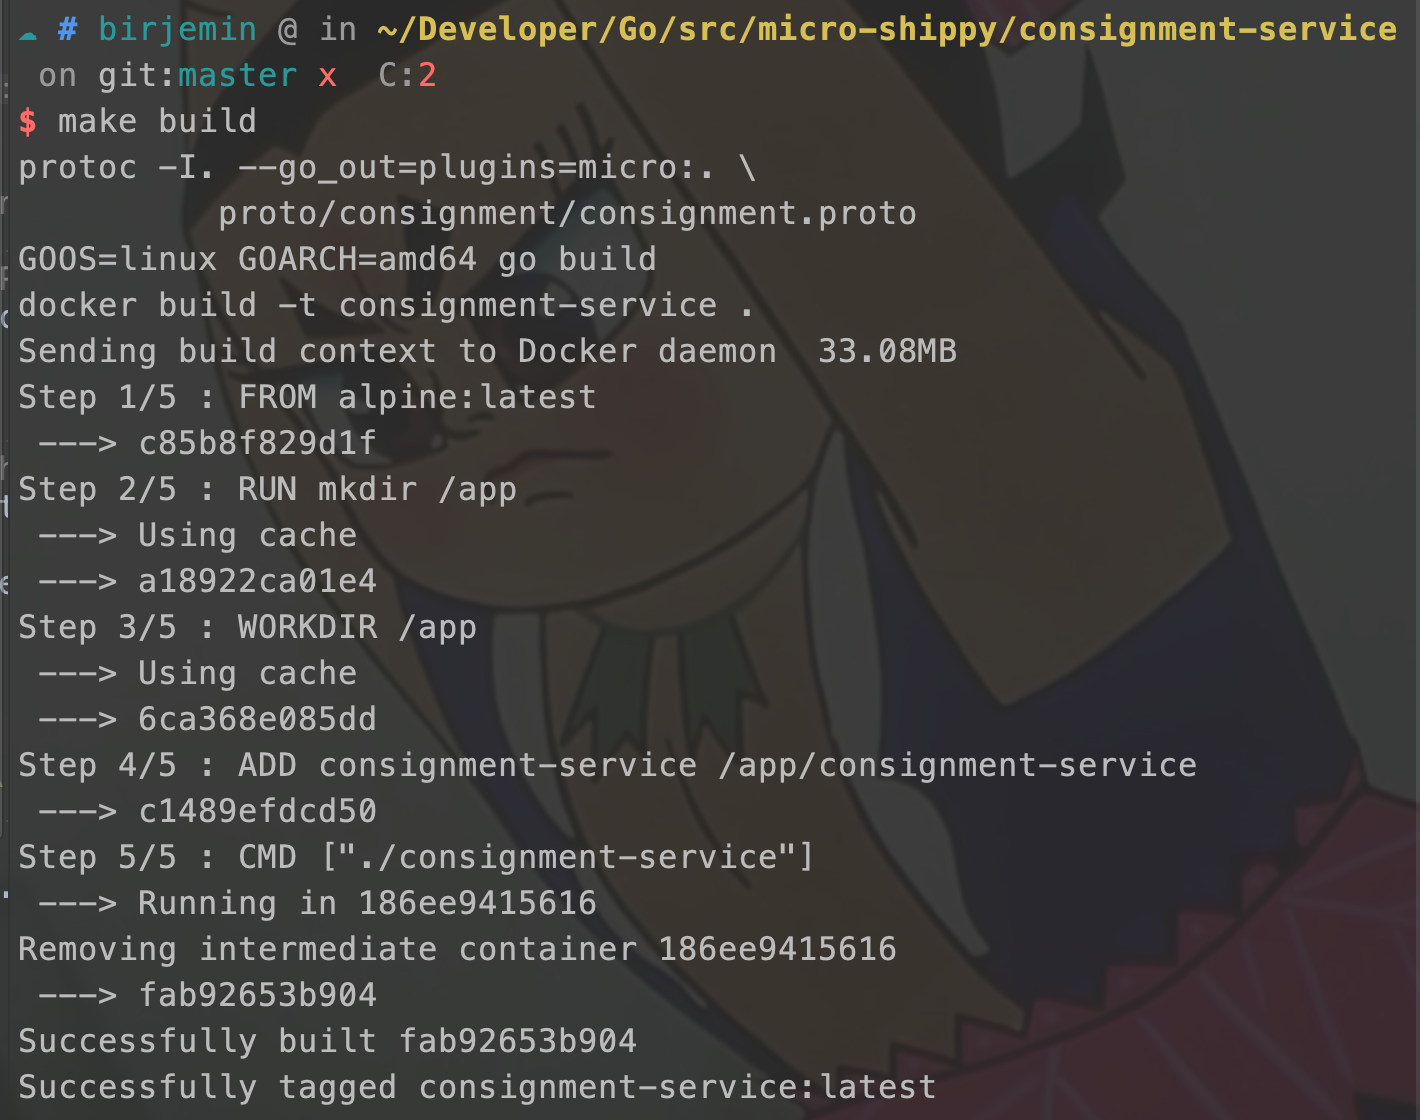 ☁ # birjemin @ in ~/Developer/Go/src/micro-shippy/consignment-service
on git:master x C:2
$ make build
protoc -I. --go_out=plugins=micro:. \
proto/consignment/consignment.proto
GOOS=linux GOARCH=amd64 go build
docker build -t consignment-service .
Sending build context to Docker daemon 33.08MB
Step 1/5 : FROM alpine:latest
---> c85b8f829d1f
Step 2/5 : RUN mkdir /app
---> Using cache
---> a18922ca01e4
Step 3/5 : WORKDIR /app
---> Using cache
---> 6ca368e085dd
Step 4/5 : ADD consignment-service /app/consignment-service
---> c1489efdcd50
Step 5/5 : CMD ["./consignment-service"]
---> Running in 186ee9415616
Removing intermediate container 186ee9415616
---> fab92653b904
Successfully built fab92653b904
Successfully tagged consignment-service:latest